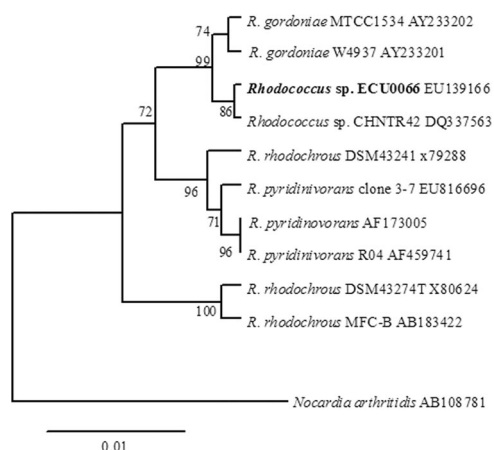 R. gordoniae MTCC1534 AY233202
74
R. gordoniae W4937 AY233201
99
Rhodococcus sp. ECU0066 EU139166
72
86
Rhodococcus sp. CHNTR42 DQ337563
R. rhodochrous DSM43241 x79288
96
R. pyridinivorans clone 3-7 EU816696
71
R. pyridinovorans AF173005
96
R. pyridinivorans R04 AF459741
R. rhodochrous DSM43274T X80624
100
R. rhodochrous MFC-B AB183422
Nocardia arthritidis AB108781
0.01